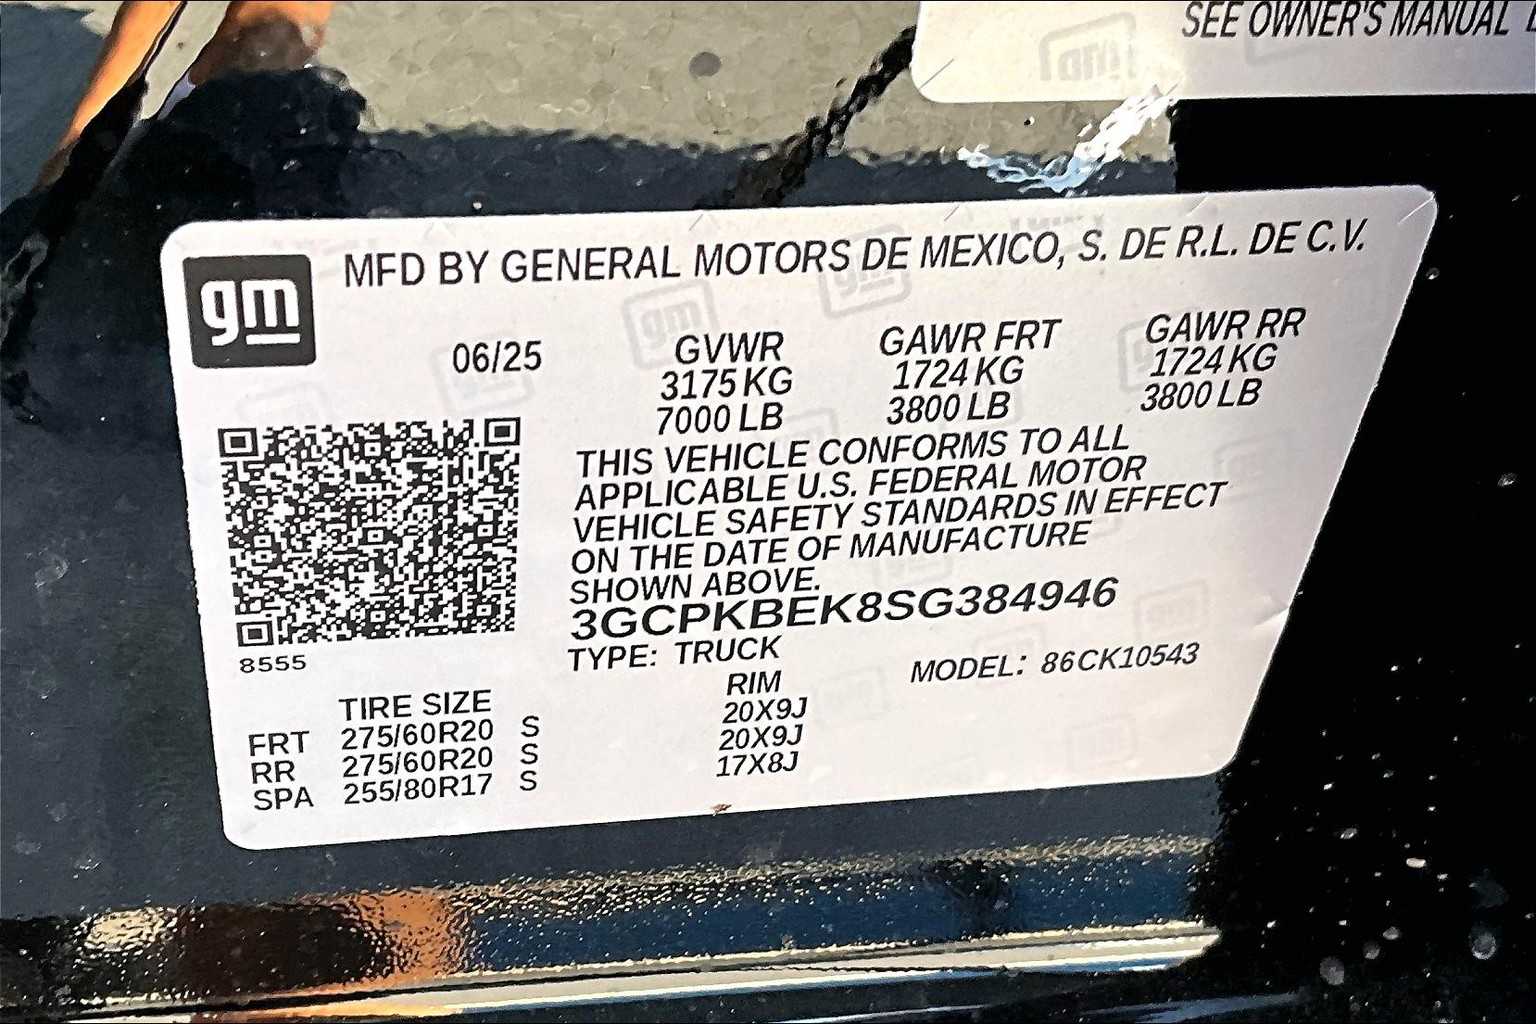 SEE OWNER'S MANUAL
gm
MFD BY GENERAL MOTORS DE MEXICO, S. DE R.L. DE C.V.
06/25 GVWR GAWR FRT GAWR RR
3175 KG 1724 KG 1724 KG
7000 LB 3800 LB 3800 LB
THIS VEHICLE CONFORMS TO ALL
APPLICABLE U.S. FEDERAL MOTOR
VEHICLE SAFETY STANDARDS IN EFFECT
ON THE DATE OF MANUFACTURE
SHOWN ABOVE.
3GCPKBEK8SG384946
8555
TYPE: TRUCK MODEL: 86CK10543
TIRE SIZE RIM
FRT 275/60R20 S 20X9J
RR 275/60R20 S 20X9J
SPA 255/80R17 S 17X8J